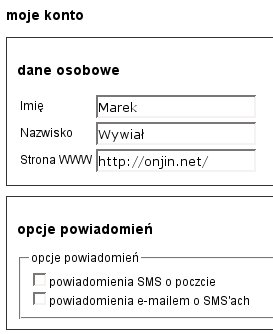 moje konto
dane osobowe
Imię Marek
Nazwisko Wywiał
Strona WWW http://onjin.net/
opcje powiadomień
opcje powiadomień
powiadomienia SMS o poczcie
powiadomienia e-mailem o SMS'ach